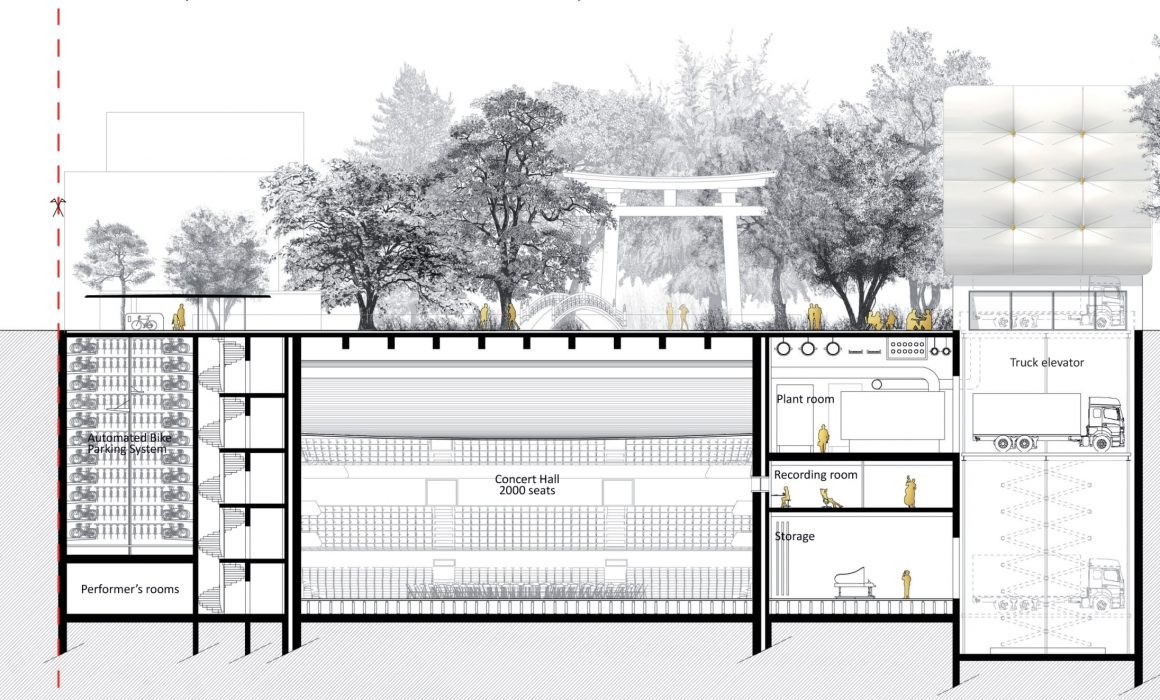 Truck elevator
Plant room
Automated Bike
Parking System
Recording room
Concert Hall
2000 seats
Storage
Performer's rooms